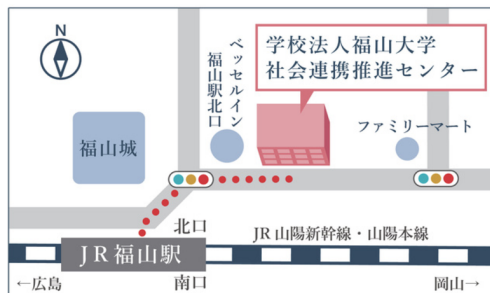 N
ベッセルイン
福山駅北口
学校法人福山大学
社会連携推進センター
福山城
ファミリーマート
北口
JR山陽新幹線・山陽本線
JR福山駅
←広島
南口
岡山→